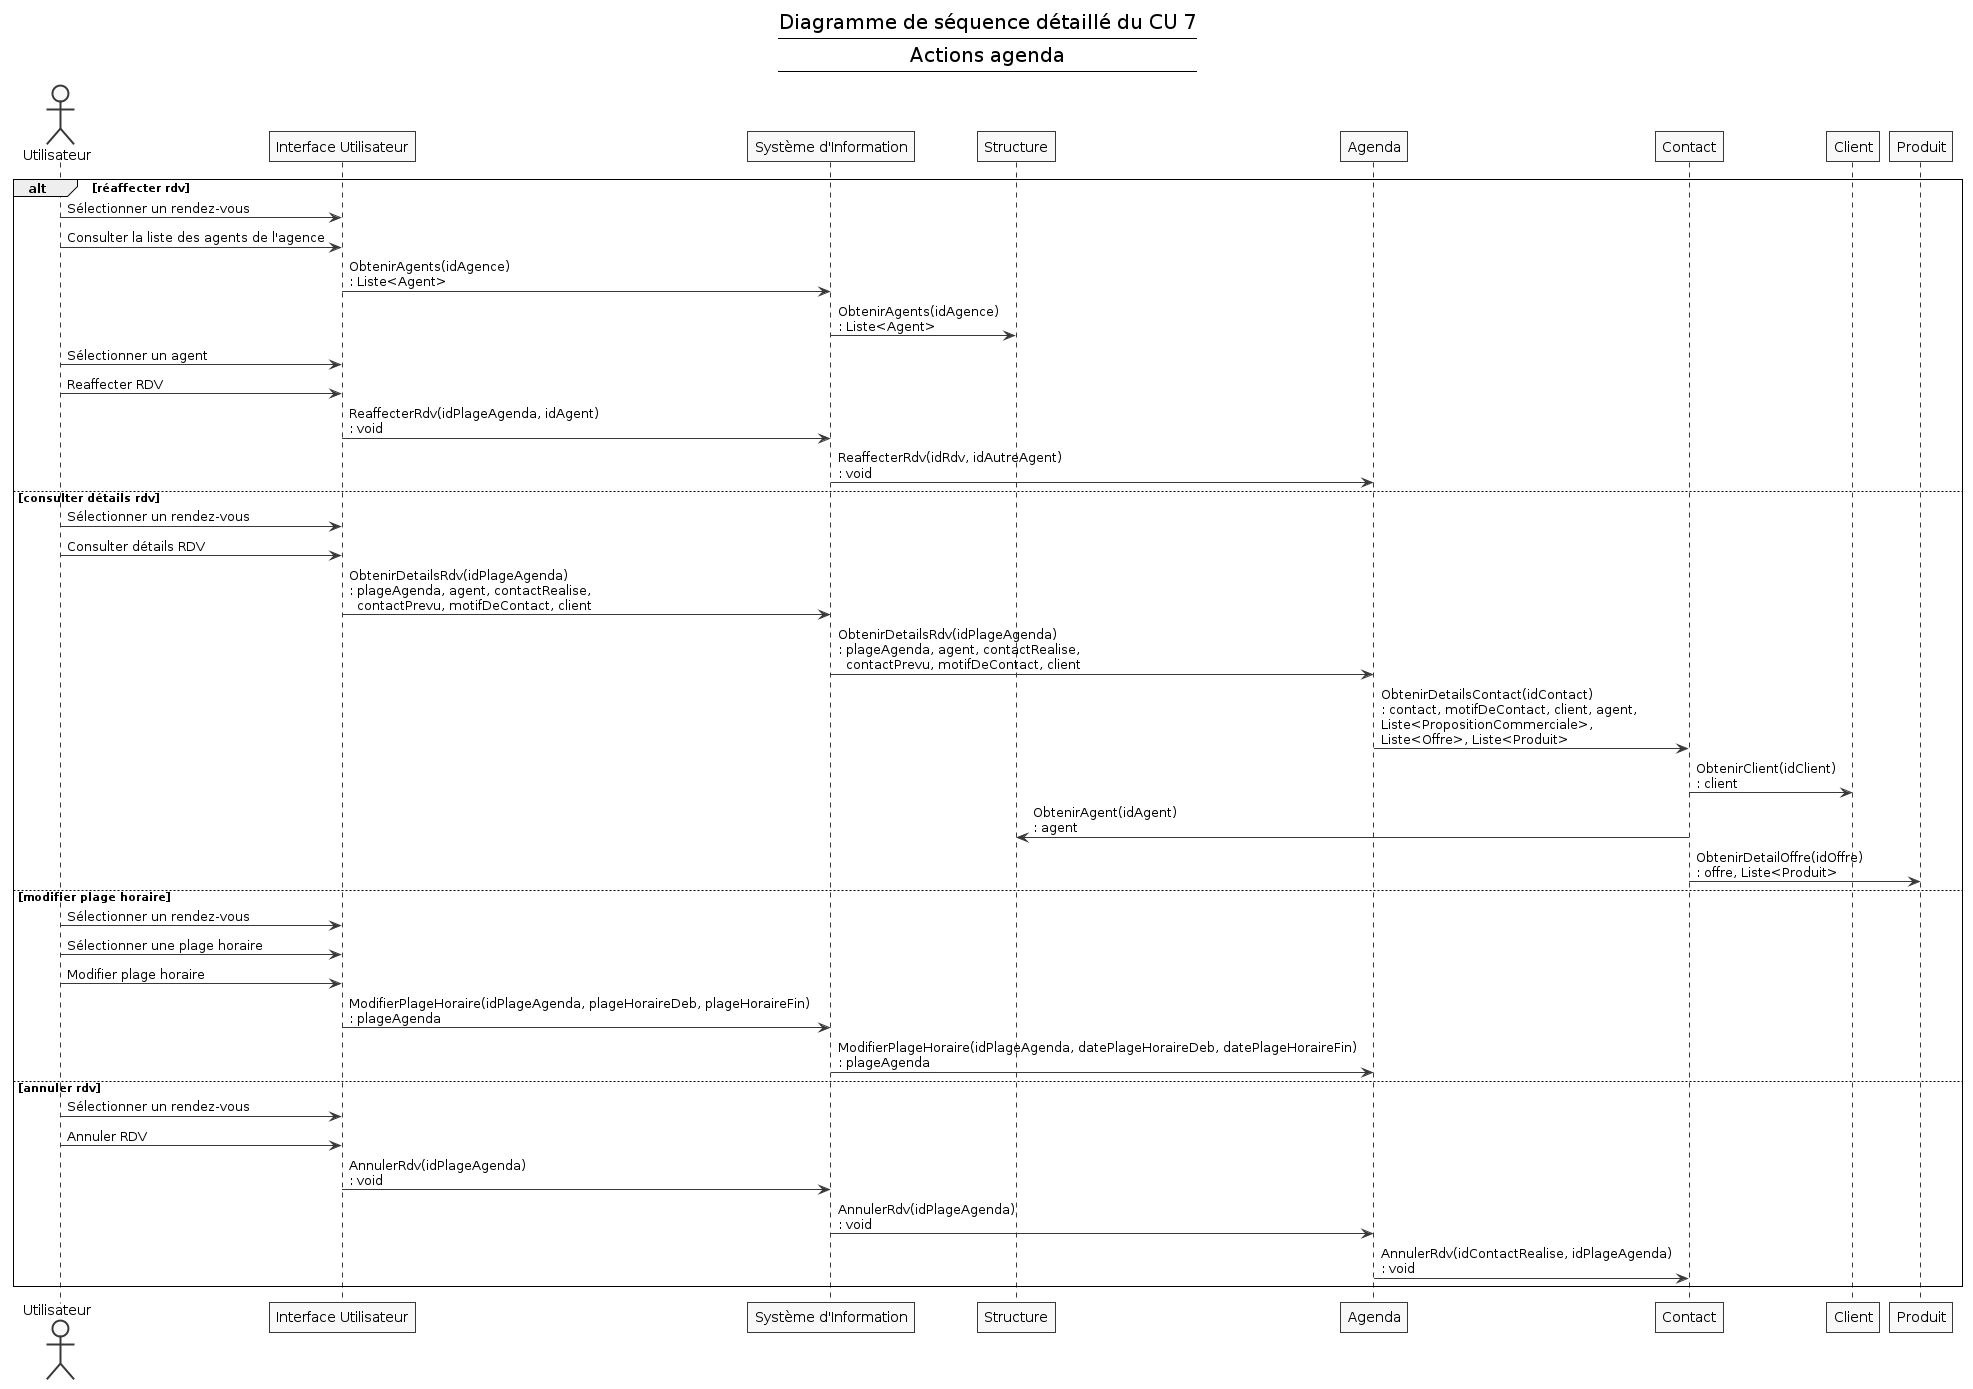 Diagramme de séquence détaillé du CU 7
Actions agenda
Utilisateur
Interface Utilisateur
Système d'Information
Structure
Agenda
Contact
Client
Produit
alt
[réaffecter rdv]
Sélectionner un rendez-vous
Consulter la liste des agents de l'agence
ObtenirAgents(idAgence)
: Liste<Agent>
ObtenirAgents(idAgence)
: Liste<Agent>
Sélectionner un agent
Reaffecter RDV
ReaffecterRdv(idPlageAgenda, idAgent)
: void
ReaffecterRdv(idRdv, idAutreAgent)
: void
[consulter détails rdv]
Sélectionner un rendez-vous
Consulter détails RDV
ObtenirDetailsRdv(idPlageAgenda)
: plageAgenda, agent, contactRealise,
contactPrevu, motifDeContact, client
ObtenirDetailsRdv(idPlageAgenda)
: plageAgenda, agent, contactRealise,
contactPrevu, motifDeContact, client
ObtenirDetailsContact(idContact)
: contact, motifDeContact, client, agent,
Liste<PropositionCommerciale>,
Liste<Offre>, Liste<Produit>
ObtenirClient(idClient)
: client
ObtenirAgent(idAgent)
: agent
ObtenirDetailOffre(idOffre)
: offre, Liste<Produit>
[modifier plage horaire]
Sélectionner un rendez-vous
Sélectionner une plage horaire
Modifier plage horaire
ModifierPlageHoraire(idPlageAgenda, plageHoraireDeb, plageHoraireFin)
: plageAgenda
ModifierPlageHoraire(idPlageAgenda, datePlageHoraireDeb, datePlageHoraireFin)
: plageAgenda
[annuler rdv]
Sélectionner un rendez-vous
Annuler RDV
AnnulerRdv(idPlageAgenda)
: void
AnnulerRdv(idPlageAgenda)
: void
AnnulerRdv(idContactRealise, idPlageAgenda)
: void
Utilisateur
Interface Utilisateur
Système d'Information
Structure
Agenda
Contact
Client
Produit